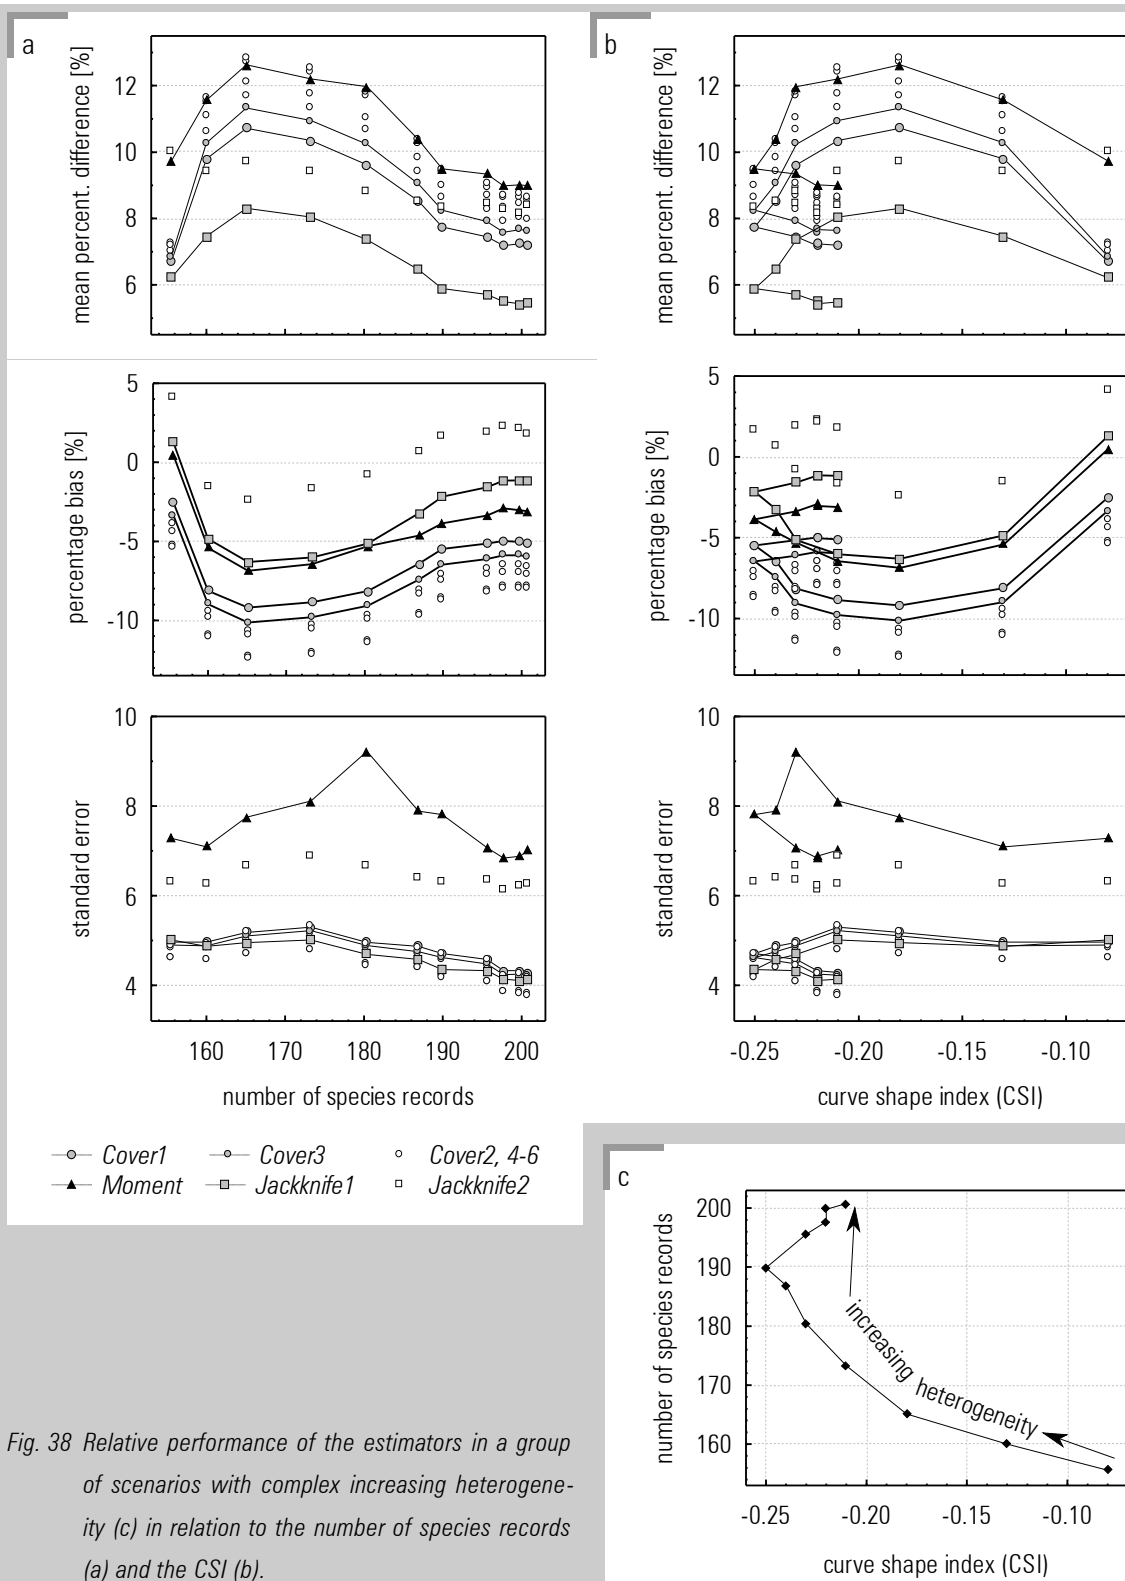 a
mean percent. difference [%]
12
10
8
6
b
mean percent. difference [%]
12
10
8
6
percentage bias [%]
5
0
-5
-10
percentage bias [%]
5
0
-5
-10
standard error
10
8
6
4
160 170 180 190 200
number of species records
standard error
10
8
6
4
-0.25 -0.20 -0.15 -0.10
curve shape index (CSI)
Cover1 Cover3 Cover2, 4-6
Moment Jackknife1 Jackknife2
c
number of species records
200
190
180
170
160
increasing heterogeneity
-0.25 -0.20 -0.15 -0.10
curve shape index (CSI)
Fig. 38 Relative performance of the estimators in a group
of scenarios with complex increasing heterogene-
ity (c) in relation to the number of species records
(a) and the CSI (b).